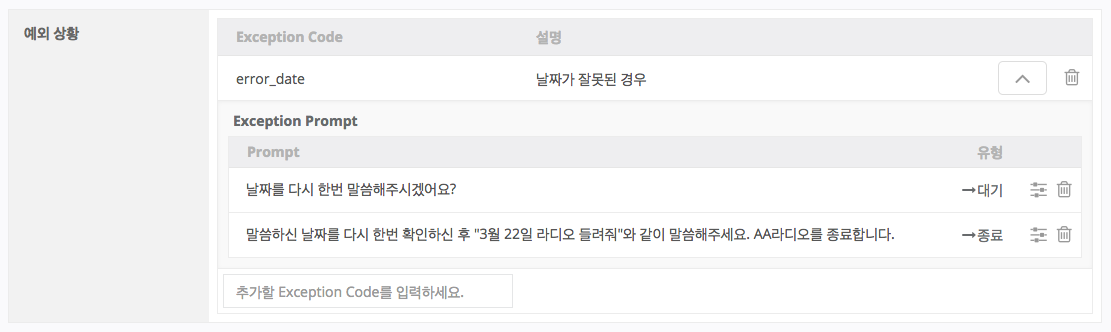 예외 상황
Exception Code 설명
error_date 날짜가 잘못된 경우
Exception Prompt
Prompt 유형
날짜를 다시 한번 말씀해주시겠어요? →대기
말씀하신 날짜를 다시 한번 확인하신 후 "3월 22일 라디오 들려줘"와 같이 말씀해주세요. AA라디오를 종료합니다. →종료
추가할 Exception Code를 입력하세요.